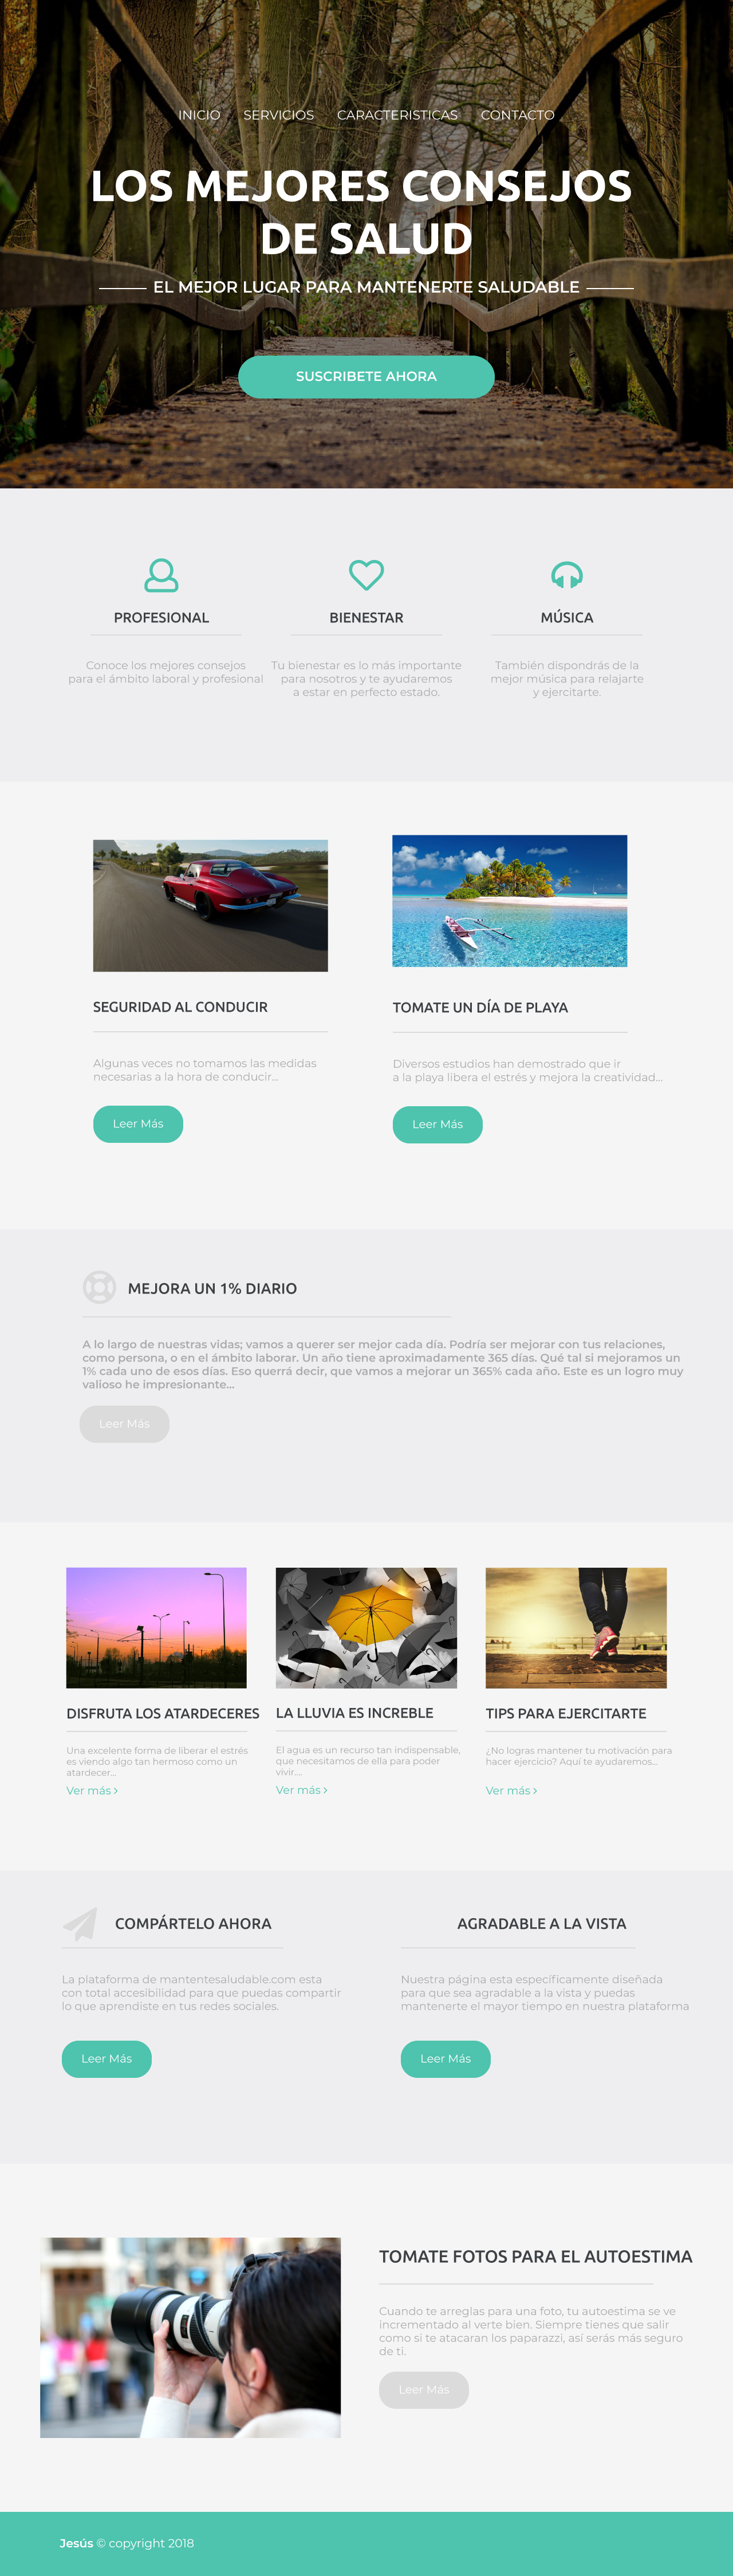 INICIO SERVICIOS CARACTERISTICAS CONTACTO
LOS MEJORES CONSEJOS
DE SALUD
EL MEJOR LUGAR PARA MANTENERTE SALUDABLE
SUSCRIBETE AHORA
PROFESIONAL
Conoce los mejores consejos
para el ámbito laboral y profesional
BIENESTAR
Tu bienestar es lo más importante
para nosotros y te ayudaremos
a estar en perfecto estado.
MÚSICA
También dispondrás de la
mejor música para relajarte
y ejercitarte.
SEGURIDAD AL CONDUCIR
Algunas veces no tomamos las medidas
necesarias a la hora de conducir...
Leer Más
TOMATE UN DÍA DE PLAYA
Diversos estudios han demostrado que ir
a la playa libera el estrés y mejora la creatividad...
Leer Más
MEJORA UN 1% DIARIO
A lo largo de nuestras vidas; vamos a querer ser mejor cada día. Podría ser mejorar con tus relaciones,
como persona, o en el ámbito laborar. Un año tiene aproximadamente 365 días. Qué tal si mejoramos un
1% cada uno de esos días. Eso querrá decir, que vamos a mejorar un 365% cada año. Este es un logro muy
valioso he impresionante...
Leer Más
DISFRUTA LOS ATARDECERES
Una excelente forma de liberar el estrés
es viendo algo tan hermoso como un
atardecer...
Ver más >
LA LLUVIA ES INCREBLE
El agua es un recurso tan indispensable,
que necesitamos de ella para poder
vivir....
Ver más >
TIPS PARA EJERCITARTE
¿No logras mantener tu motivación para
hacer ejercicio? Aquí te ayudaremos...
Ver más >
COMPÁRTELO AHORA
La plataforma de mantentesaludable.com esta
con total accesibilidad para que puedas compartir
lo que aprendiste en tus redes sociales.
Leer Más
AGRADABLE A LA VISTA
Nuestra página esta específicamente diseñada
para que sea agradable a la vista y puedas
mantenerte el mayor tiempo en nuestra plataforma
Leer Más
TOMATE FOTOS PARA EL AUTOESTIMA
Cuando te arreglas para una foto, tu autoestima se ve
incrementado al verte bien. Siempre tienes que salir
como si te atacaran los paparazzi, así serás más seguro
de ti.
Leer Más
Jesús © copyright 2018